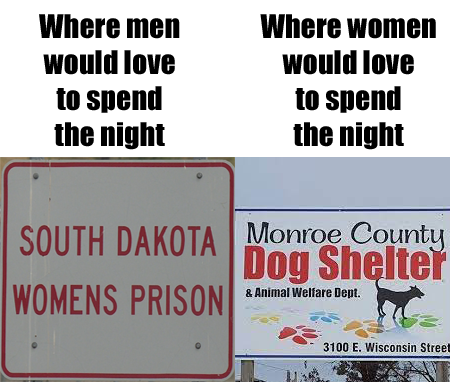 Where men
would love
to spend
the night
Where women
would love
to spend
the night
SOUTH DAKOTA
WOMENS PRISON
Monroe County
Dog Shelter
& Animal Welfare Dept.
3100 E. Wisconsin Street